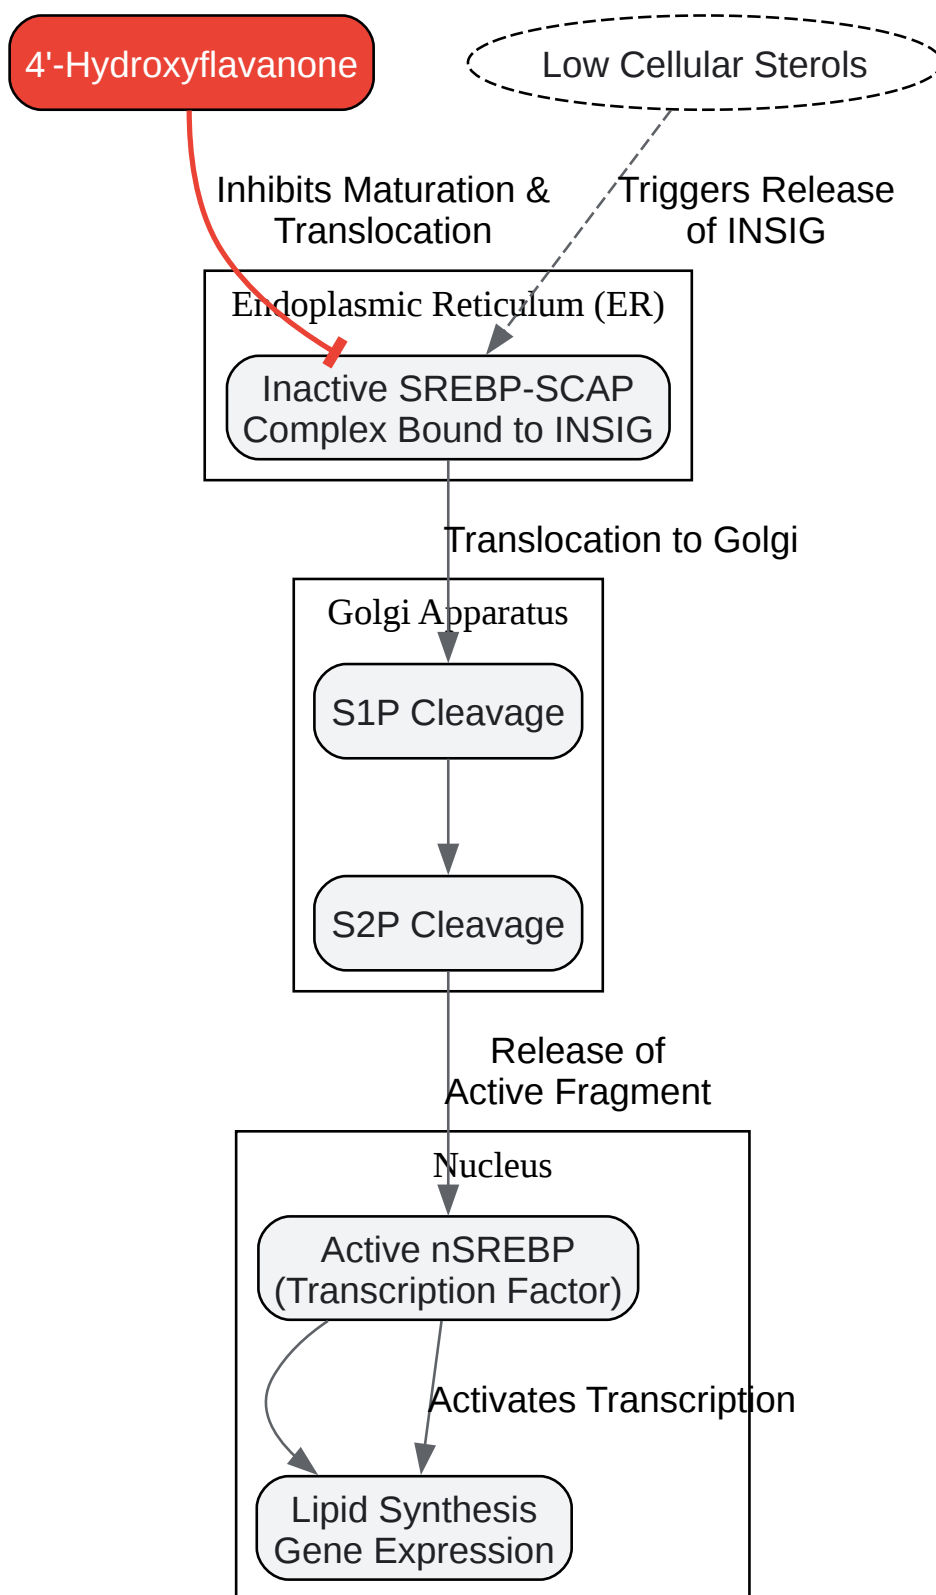 4'-Hydroxyflavanone
Low Cellular Sterols
Inhibits Maturation &
Translocation
Triggers Release
of INSIG
Endoplasmic Reticulum (ER)
Inactive SREBP-SCAP
Complex Bound to INSIG
Translocation to Golgi
Golgi Apparatus
S1P Cleavage
S2P Cleavage
Release of
Active Fragment
Nucleus
Active nSREBP
(Transcription Factor)
Activates Transcription
Lipid Synthesis
Gene Expression